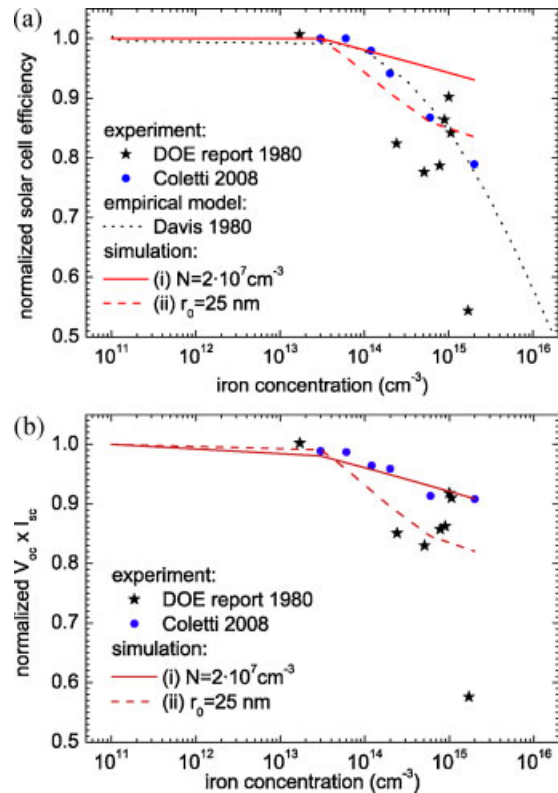 (a)
normalized solar cell efficiency
1.0
0.9
0.8
0.7
0.6
0.5
experiment:
DOE report 1980
Coletti 2008
empirical model:
Davis 1980
simulation:
(i) N=2·10⁷cm⁻³
(ii) r₀=25 nm
10¹¹ 10¹² 10¹³ 10¹⁴ 10¹⁵ 10¹⁶
iron concentration (cm⁻³)
(b)
normalized Vₒc x Iₛc
1.0
0.9
0.8
0.7
0.6
0.5
experiment:
DOE report 1980
Coletti 2008
simulation:
(i) N=2·10⁷cm⁻³
(ii) r₀=25 nm
10¹¹ 10¹² 10¹³ 10¹⁴ 10¹⁵ 10¹⁶
iron concentration (cm⁻³)